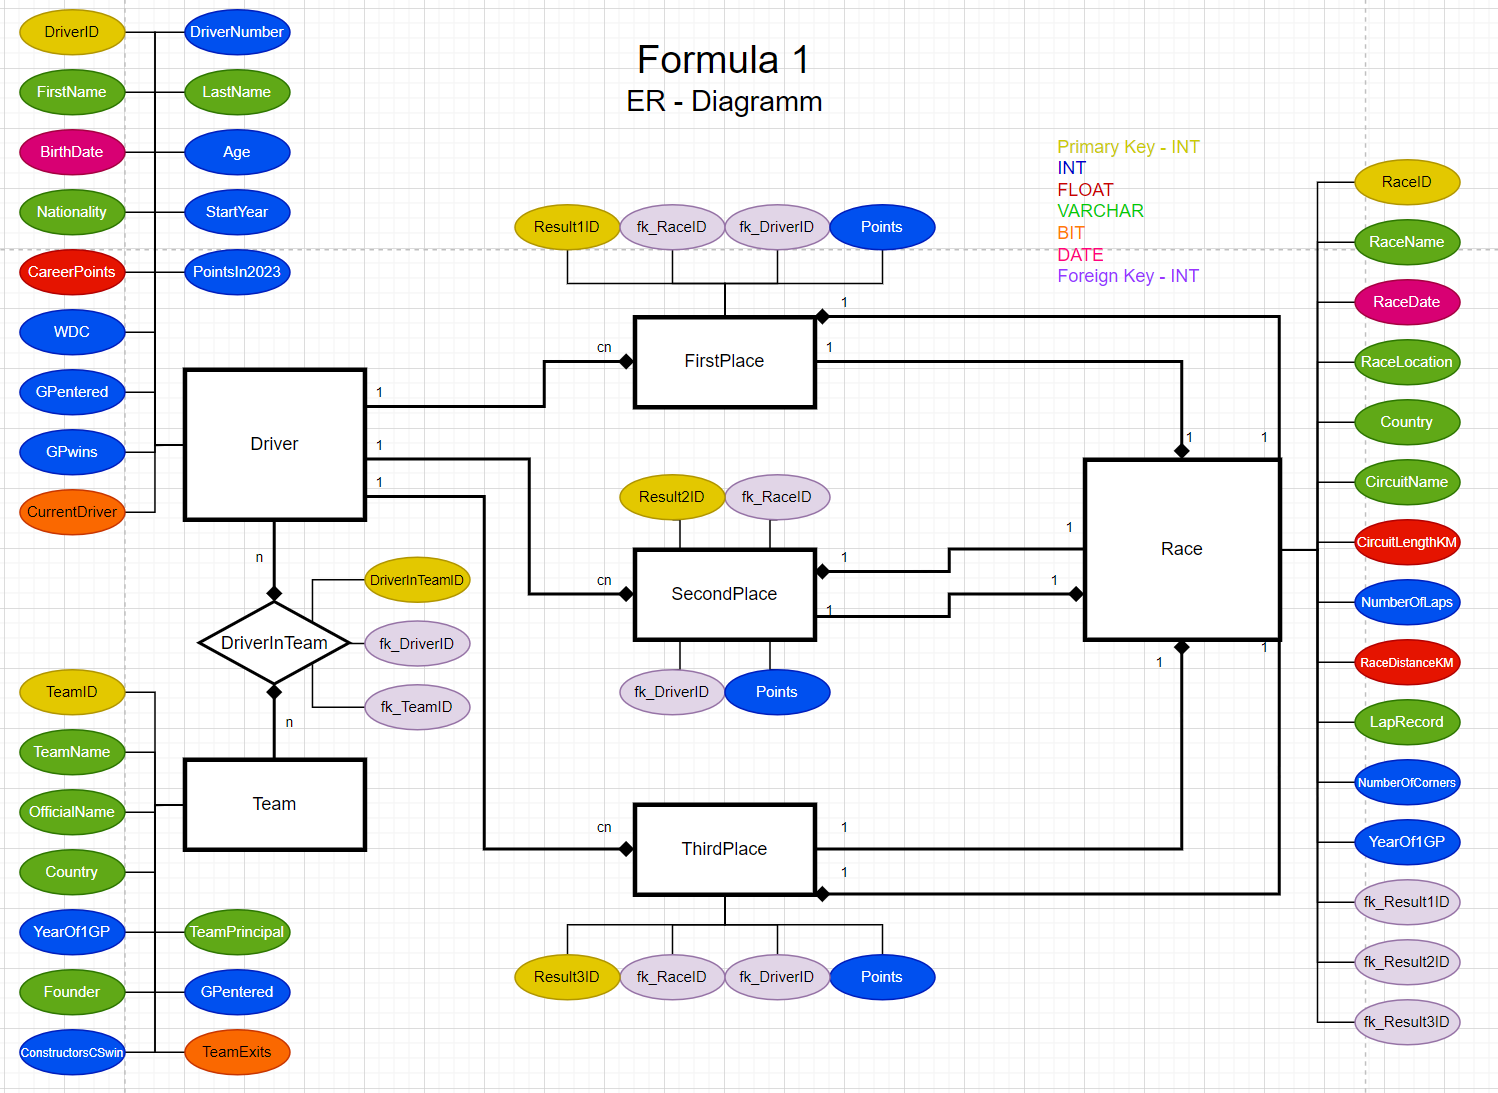 Formula 1
ER - Diagramm
Primary Key - INT
INT
FLOAT
VARCHAR
BIT
DATE
Foreign Key - INT
DriverID
DriverNumber
FirstName
LastName
BirthDate
Age
Nationality
StartYear
CareerPoints
PointsIn2023
WDC
GPentered
GPwins
CurrentDriver
Driver
1
1
1
n
DriverInTeam
DriverInTeamID
fk_DriverID
fk_TeamID
n
Team
TeamID
TeamName
OfficialName
Country
YearOf1GP
TeamPrincipal
Founder
GPentered
ConstructorsCSwin
TeamExits
Result1ID
fk_RaceID
fk_DriverID
Points
cn
FirstPlace
1
1
Result2ID
fk_RaceID
cn
SecondPlace
1
1
fk_DriverID
Points
cn
ThirdPlace
1
1
Result3ID
fk_RaceID
fk_DriverID
Points
1
1
1
1
Race
1
1
RaceID
RaceName
RaceDate
RaceLocation
Country
CircuitName
CircuitLengthKM
NumberOfLaps
RaceDistanceKM
LapRecord
NumberOfCorners
YearOf1GP
fk_Result1ID
fk_Result2ID
fk_Result3ID